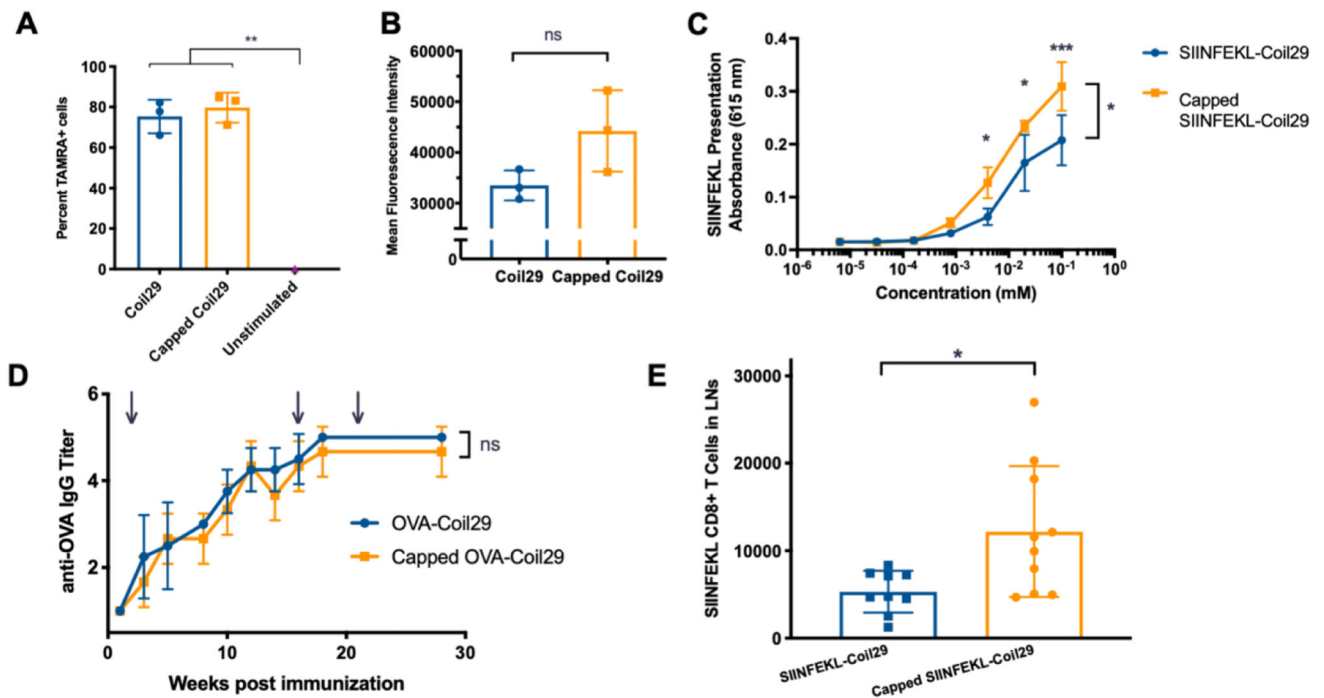 A
**
Percent TAMRA+ cells
100
80
60
40
20
0
Coil29
Capped Coil29
Unstimulated
B
ns
Mean Fluoresecence Intensity
60000
50000
40000
30000
0
Coil29 Capped Coil29
C
SIINFEKL Presentation
Absorbance (615 nm)
0.4
0.3
0.2
0.1
0.0
*
*
***
*
10-6 10-5 10-4 10-3 10-2 10-1 100
Concentration (mM)
SIINFEKL-Coil29
Capped
SIINFEKL-Coil29
D
anti-OVA IgG Titer
6
4
2
ns
OVA-Coil29
Capped OVA-Coil29
0 10 20 30
Weeks post immunization
E
*
SIINFEKL CD8+ T Cells in LNs
30000
20000
10000
0
SIINFEKL-Coil29
Capped SIINFEKL-Coil29